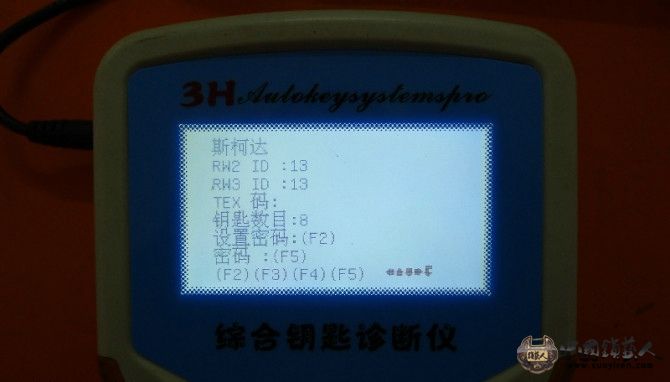 3H Autokeysystemspro
斯柯达
RW2 ID :13
RW3 ID :13
TEX 码:
钥匙数目:8
设置密码:(F2)
密码 :(F5)
(F2)(F3)(F4)(F5)
综合钥匙诊断仪
中国锁艺人